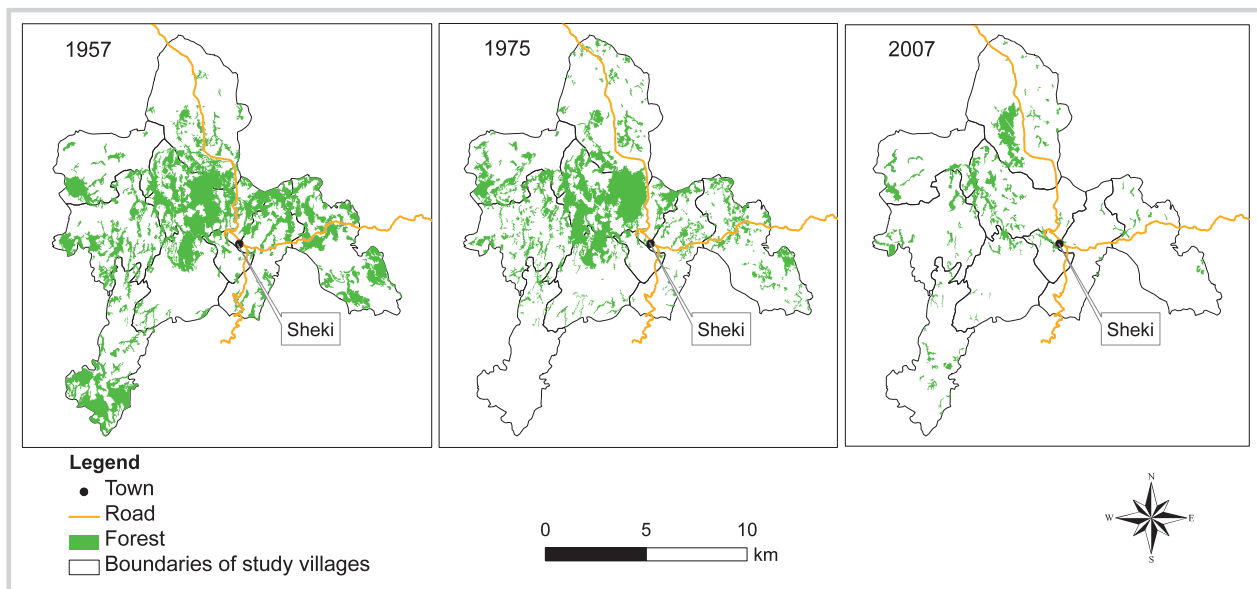 1957
1975
2007
Sheki
Sheki
Sheki
Legend
Town
Road
Forest
Boundaries of study villages
0 5 10
km
N
W E
S